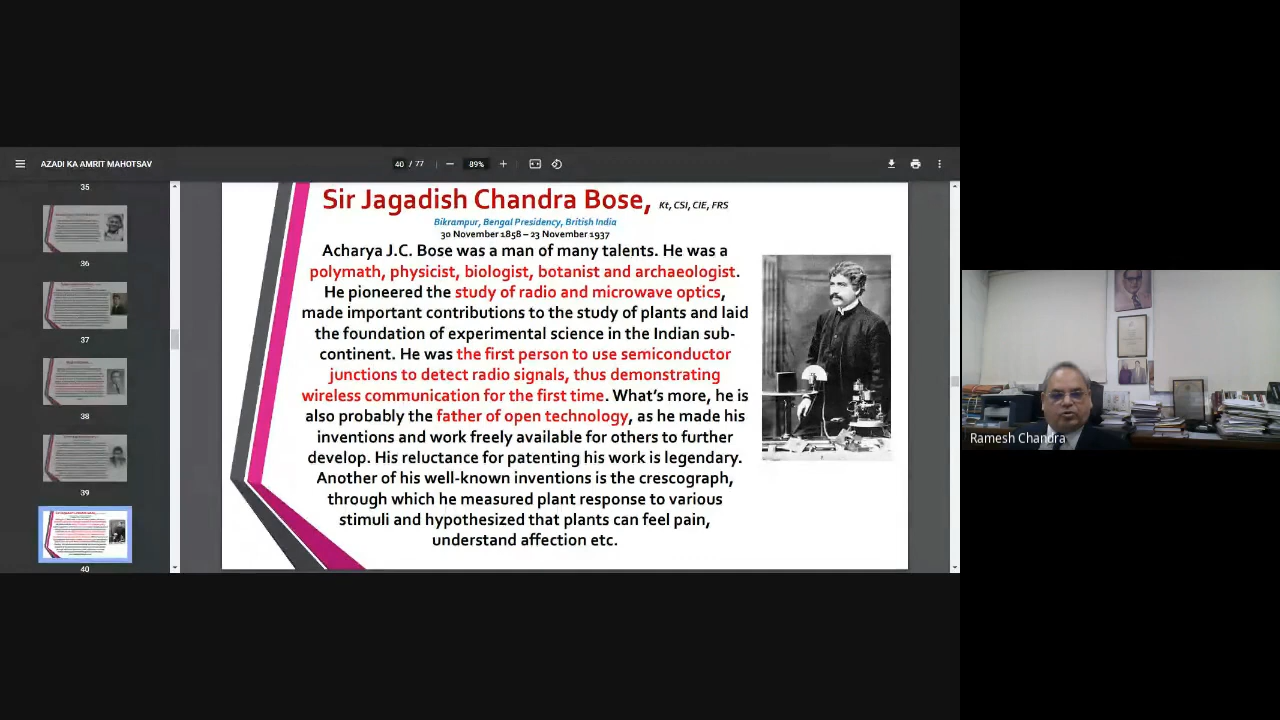 AZADI KA AMRIT MAHOTSAV
40 / 77
89%
35
36
37
38
39
40
Sir Jagadish Chandra Bose, Kt, CSI, CIE, FRS
Bikrampur, Bengal Presidency, British India
30 November 1858 – 23 November 1937
Acharya J.C. Bose was a man of many talents. He was a
polymath, physicist, biologist, botanist and archaeologist.
He pioneered the study of radio and microwave optics,
made important contributions to the study of plants and laid
the foundation of experimental science in the Indian sub-
continent. He was the first person to use semiconductor
junctions to detect radio signals, thus demonstrating
wireless communication for the first time. What's more, he is
also probably the father of open technology, as he made his
inventions and work freely available for others to further
develop. His reluctance for patenting his work is legendary.
Another of his well-known inventions is the crescograph,
through which he measured plant response to various
stimuli and hypothesized that plants can feel pain,
understand affection etc.
Ramesh Chandra